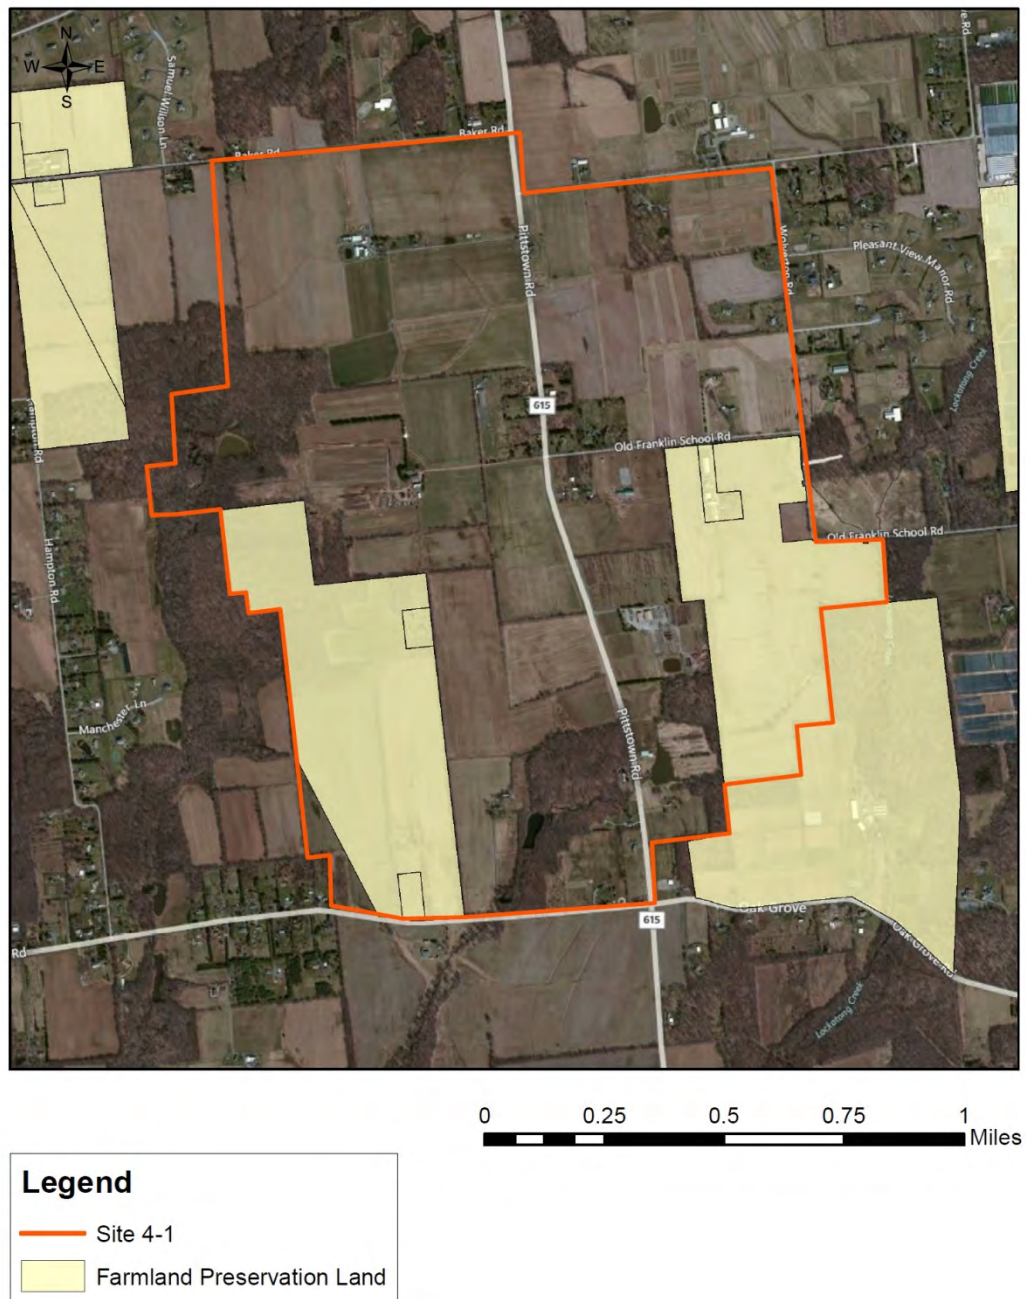 N
W E
S
Samuel Willson Ln
Baker Rd
Baker Rd
Pittstown Rd
Pleasant View Manor Rd
Lockatong Creek
615
Old Franklin School Rd
Old Franklin School Rd
Hampton Rd
Hampton Rd
Manchester Ln
Pittstown Rd
Oak Grove
615
Oak Grove Rd
Rd
Lockatong Creek
0 0.25 0.5 0.75 1
Miles
Legend
Site 4-1
Farmland Preservation Land